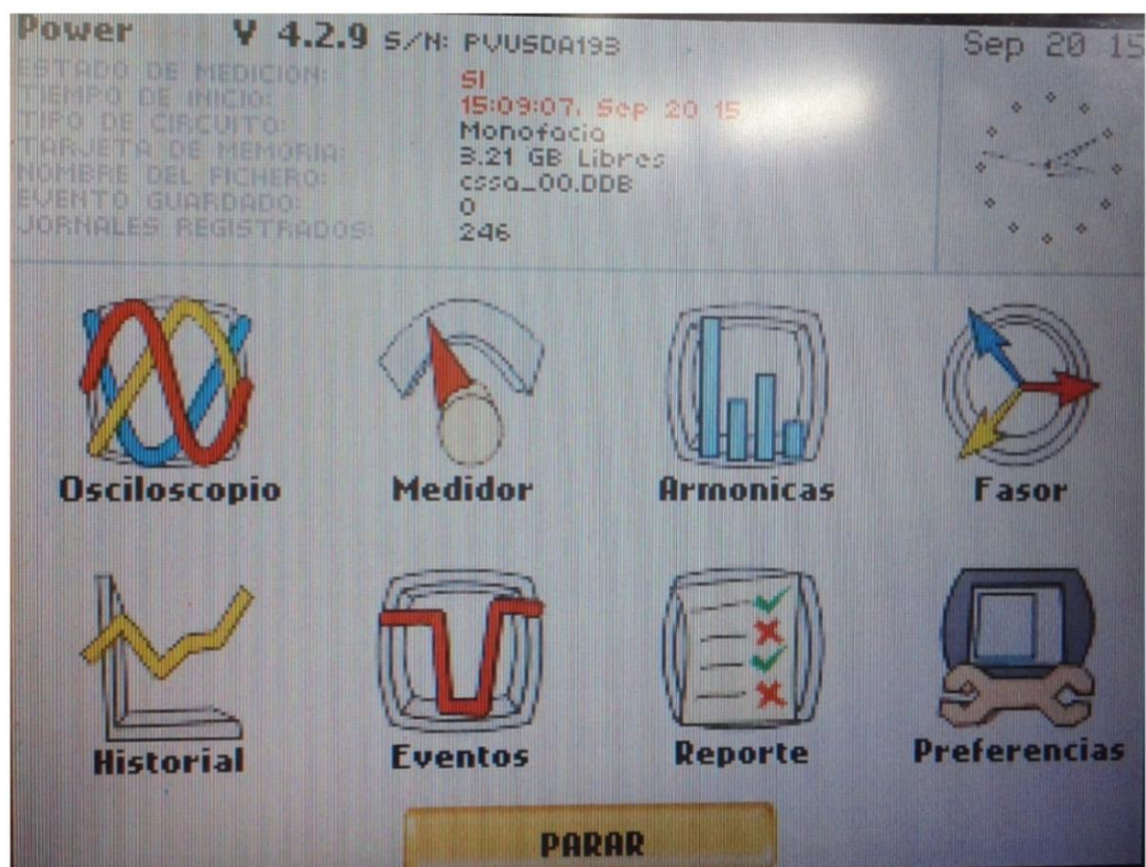 Power V 4.2.9 S/N: PVUSDA193
Sep 20 15
ESTADO DE MEDICION: SI
TIEMPO DE INICIO: 15:09:07, Sep 20 15
TIPO DE CIRCUITO: Monofacia
TARJETA DE MEMORIA: 3.21 GB Libres
NOMBRE DEL FICHERO: cssa_00.DDB
EVENTO GUARDADO: 0
JORNALES REGISTRADOS: 246
Osciloscopio Medidor Armonicas Fasor
Historial Eventos Reporte Preferencias
PARAR